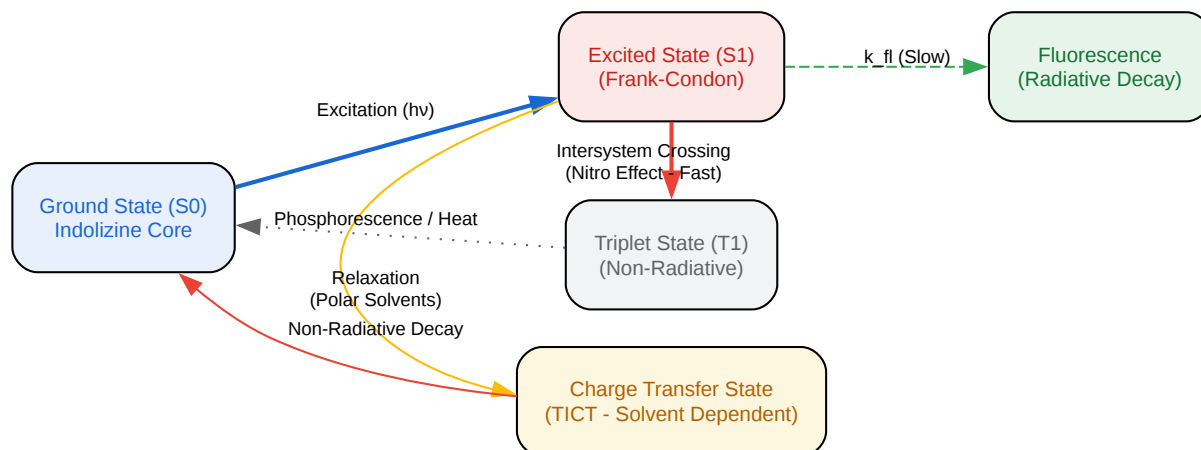 Excited State (S1)
(Frank-Condon)
k_fl (Slow)
Fluorescence
(Radiative Decay)
Excitation (hν)
Intersystem Crossing
(Nitro Effect - Fast)
Ground State (S0)
Indolizine Core
Phosphorescence / Heat
Triplet State (T1)
(Non-Radiative)
Relaxation
(Polar Solvents)
Non-Radiative Decay
Charge Transfer State
(TICT - Solvent Dependent)